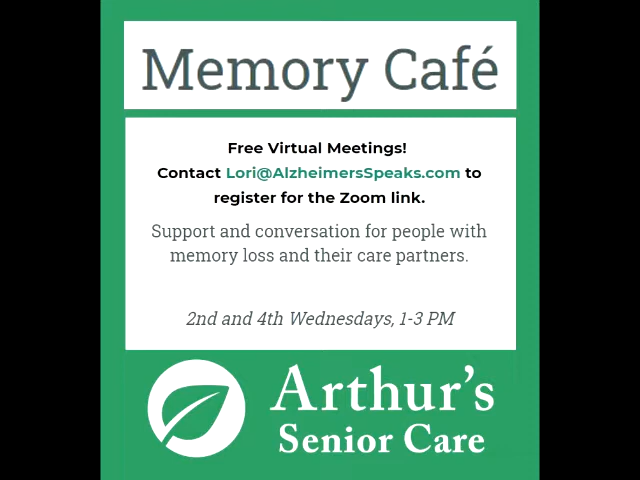 Memory Café
Free Virtual Meetings!
Contact Lori@AlzheimersSpeaks.com to
register for the Zoom link.
Support and conversation for people with
memory loss and their care partners.
2nd and 4th Wednesdays, 1-3 PM
Arthur's
Senior Care